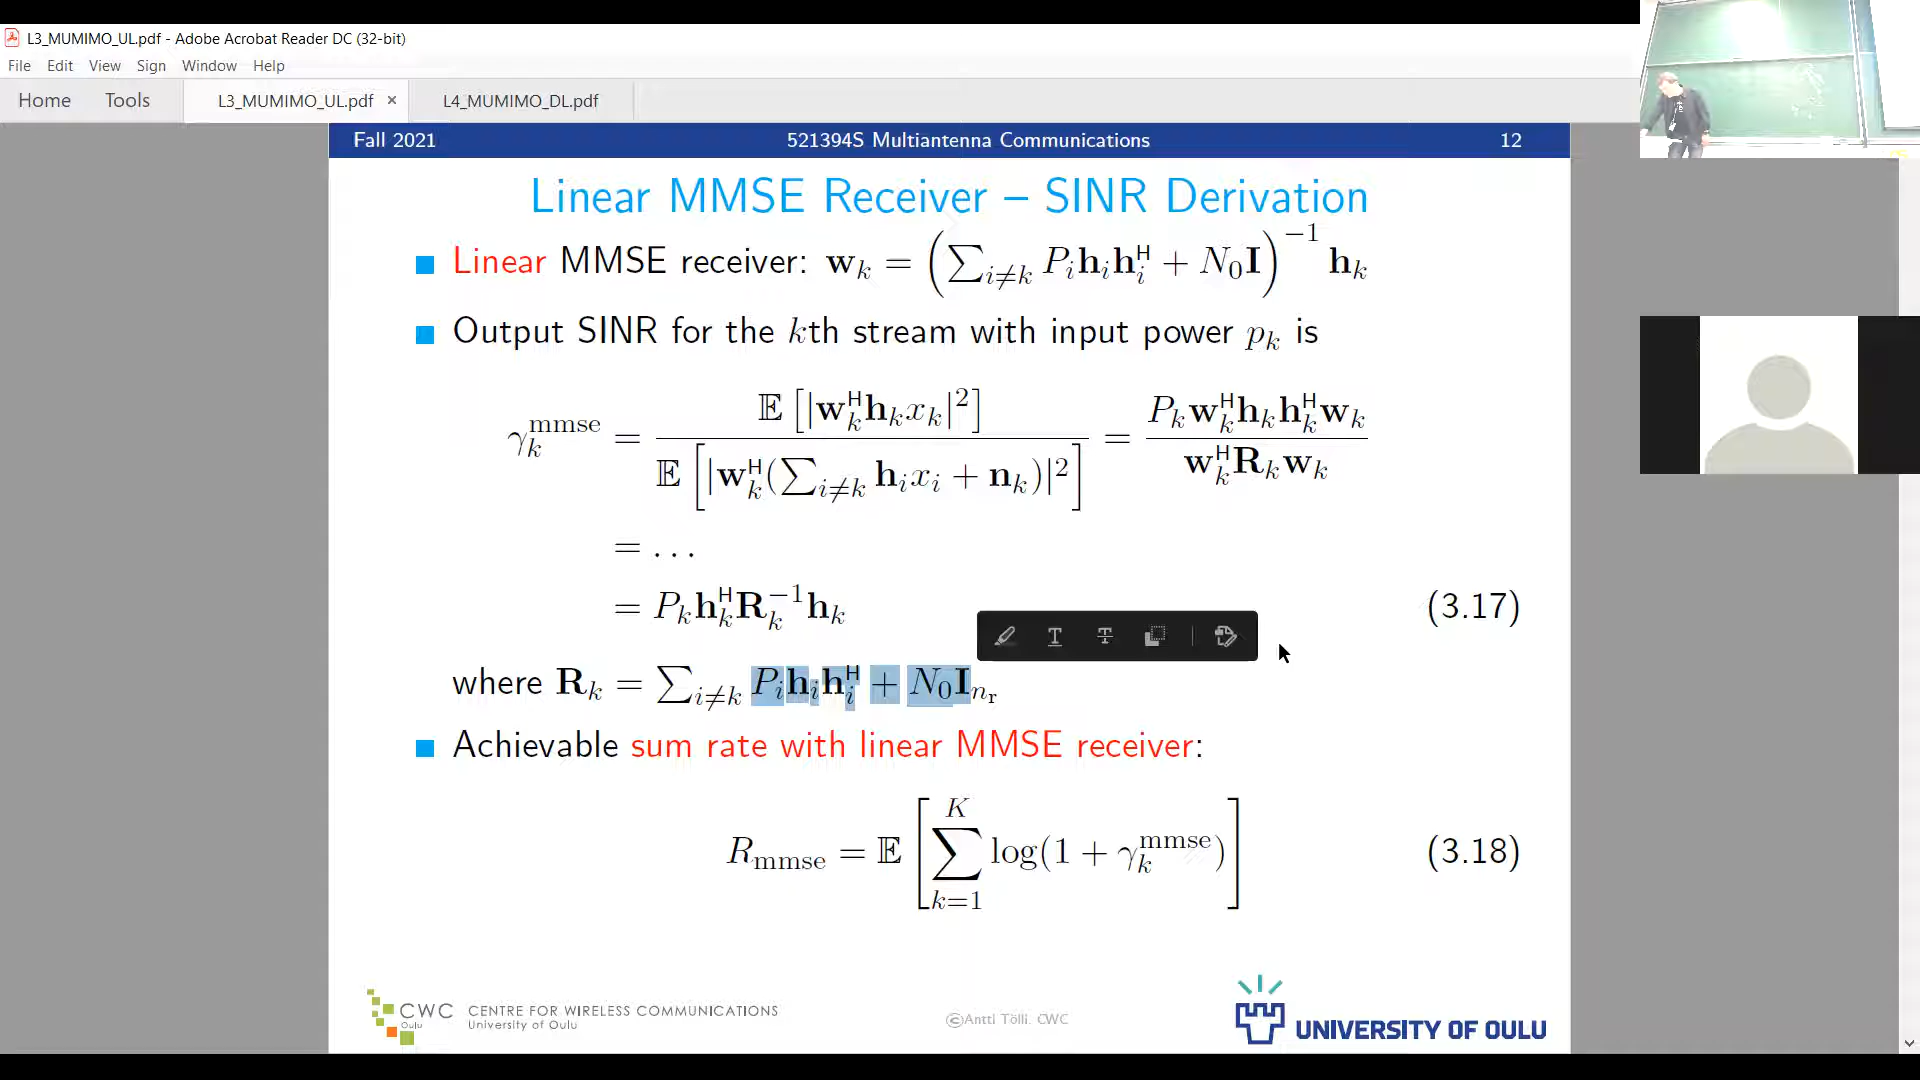 L3_MUMIMO_UL.pdf - Adobe Acrobat Reader DC (32-bit)
File Edit View Sign Window Help
Home Tools L3_MUMIMO_UL.pdf × L4_MUMIMO_DL.pdf
Fall 2021 521394S Multiantenna Communications 12
Linear MMSE Receiver – SINR Derivation
Linear MMSE receiver: w_k = (∑_{i≠k} P_i h_i h_i^H + N_0 I)^{−1} h_k
Output SINR for the kth stream with input power p_k is
γ_k^{mmse} = E[|w_k^H h_k x_k|^2] / E[|w_k^H(∑_{i≠k} h_i x_i + n_k)|^2] = P_k w_k^H h_k h_k^H w_k / w_k^H R_k w_k
= ...
= P_k h_k^H R_k^{−1} h_k (3.17)
where R_k = ∑_{i≠k} P_i h_i h_i^H + N_0 I_{n_r}
Achievable sum rate with linear MMSE receiver:
R_{mmse} = E[∑_{k=1}^{K} log(1 + γ_k^{mmse})] (3.18)
CWC CENTRE FOR WIRELESS COMMUNICATIONS
Oulu University of Oulu
©Antti Tölli. CWC
UNIVERSITY OF OULU